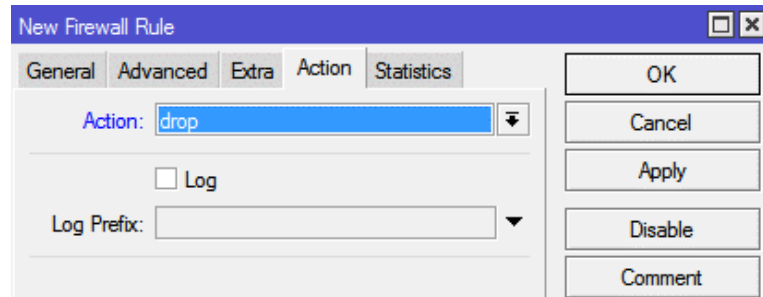 New Firewall Rule
General Advanced Extra Action Statistics
OK
Action: drop
Cancel
Log
Apply
Log Prefix:
Disable
Comment